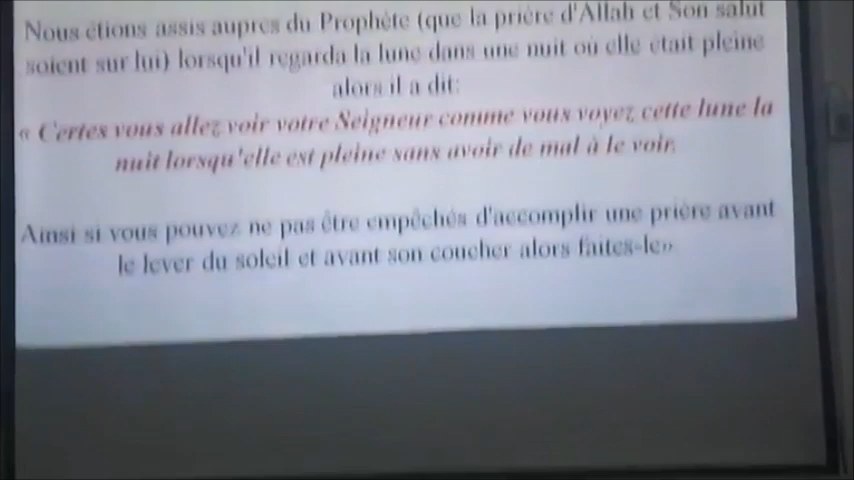 Nous étions assis aupres du Prophète (que la prière d'Allah et Son salut
soient sur lui) lorsqu'il regarda la lune dans une nuit où elle était pleine
alors il a dit:
« Certes vous allez voir votre Seigneur comme vous voyez cette lune la
nuit lorsqu'elle est pleine sans avoir de mal à le voir.
Ainsi si vous pouvez ne pas être empêchés d'accomplir une prière avant
le lever du soleil et avant son coucher alors faites-le»